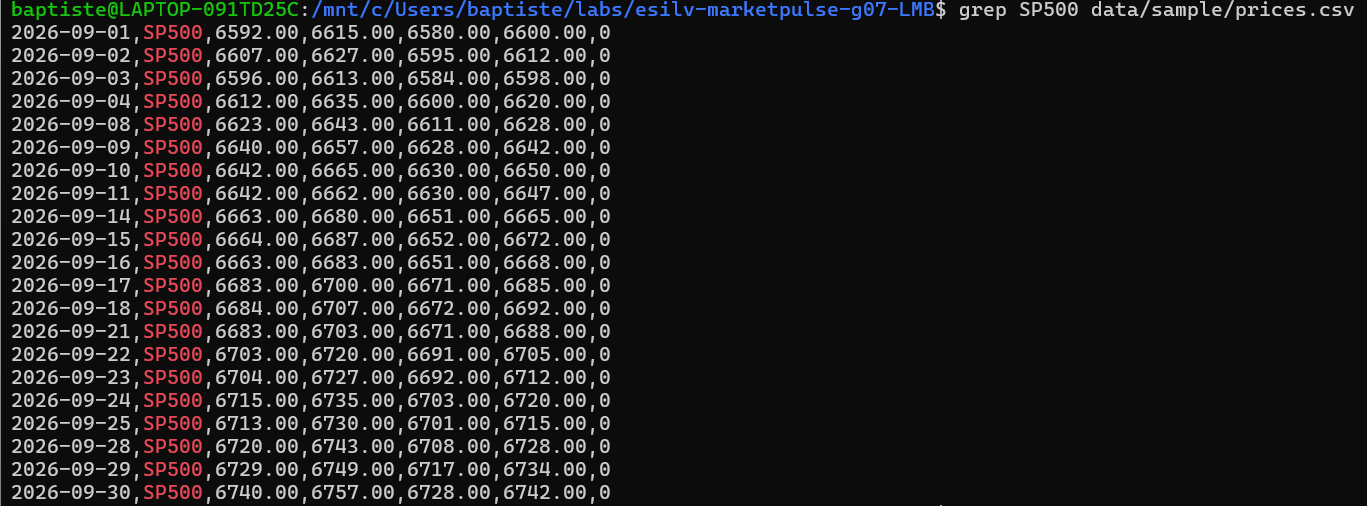 baptiste@LAPTOP-091TD25C:/mnt/c/Users/baptiste/labs/esilv-marketpulse-g07-LMB$ grep SP500 data/sample/prices.csv
2026-09-01,SP500,6592.00,6615.00,6580.00,6600.00,0
2026-09-02,SP500,6607.00,6627.00,6595.00,6612.00,0
2026-09-03,SP500,6596.00,6613.00,6584.00,6598.00,0
2026-09-04,SP500,6612.00,6635.00,6600.00,6620.00,0
2026-09-08,SP500,6623.00,6643.00,6611.00,6628.00,0
2026-09-09,SP500,6640.00,6657.00,6628.00,6642.00,0
2026-09-10,SP500,6642.00,6665.00,6630.00,6650.00,0
2026-09-11,SP500,6642.00,6662.00,6630.00,6647.00,0
2026-09-14,SP500,6663.00,6680.00,6651.00,6665.00,0
2026-09-15,SP500,6664.00,6687.00,6652.00,6672.00,0
2026-09-16,SP500,6663.00,6683.00,6651.00,6668.00,0
2026-09-17,SP500,6683.00,6700.00,6671.00,6685.00,0
2026-09-18,SP500,6684.00,6707.00,6672.00,6692.00,0
2026-09-21,SP500,6683.00,6703.00,6671.00,6688.00,0
2026-09-22,SP500,6703.00,6720.00,6691.00,6705.00,0
2026-09-23,SP500,6704.00,6727.00,6692.00,6712.00,0
2026-09-24,SP500,6715.00,6735.00,6703.00,6720.00,0
2026-09-25,SP500,6713.00,6730.00,6701.00,6715.00,0
2026-09-28,SP500,6720.00,6743.00,6708.00,6728.00,0
2026-09-29,SP500,6729.00,6749.00,6717.00,6734.00,0
2026-09-30,SP500,6740.00,6757.00,6728.00,6742.00,0